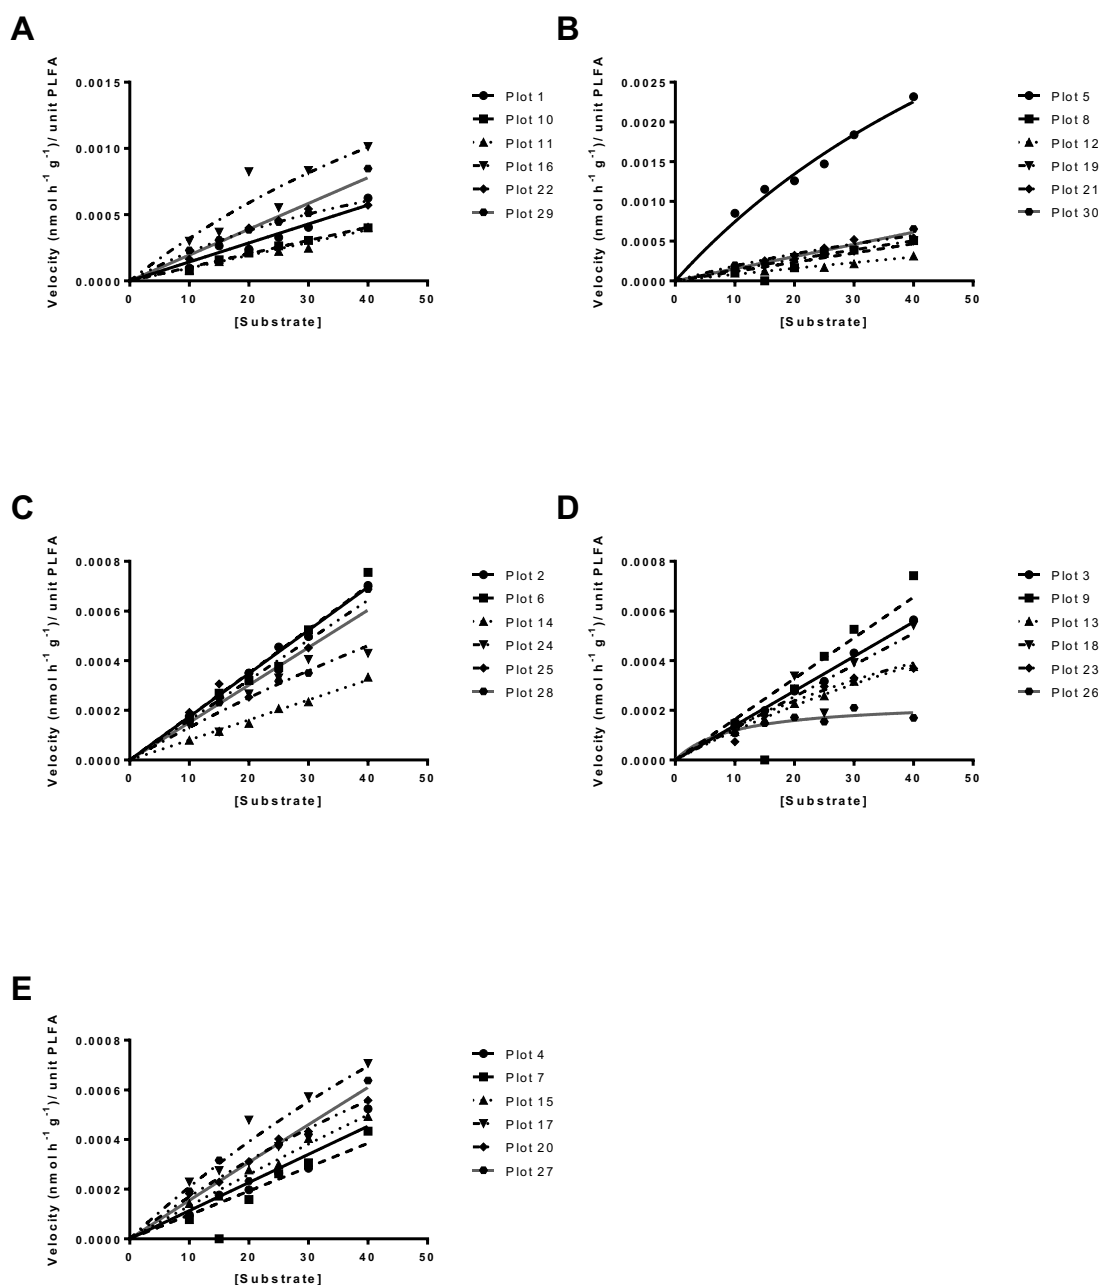 A
Velocity (nmol h⁻¹ g⁻¹)/ unit PLFA
0.0015
0.0010
0.0005
0.0000
0 10 20 30 40 50
[Substrate]
Plot 1
Plot 10
Plot 11
Plot 16
Plot 22
Plot 29
B
Velocity (nmol h⁻¹ g⁻¹)/ unit PLFA
0.0025
0.0020
0.0015
0.0010
0.0005
0.0000
0 10 20 30 40 50
[Substrate]
Plot 5
Plot 8
Plot 12
Plot 19
Plot 21
Plot 30
C
Velocity (nmol h⁻¹ g⁻¹)/ unit PLFA
0.0008
0.0006
0.0004
0.0002
0.0000
0 10 20 30 40 50
[Substrate]
Plot 2
Plot 6
Plot 14
Plot 24
Plot 25
Plot 28
D
Velocity (nmol h⁻¹ g⁻¹)/ unit PLFA
0.0008
0.0006
0.0004
0.0002
0.0000
0 10 20 30 40 50
[Substrate]
Plot 3
Plot 9
Plot 13
Plot 18
Plot 23
Plot 26
E
Velocity (nmol h⁻¹ g⁻¹)/ unit PLFA
0.0008
0.0006
0.0004
0.0002
0.0000
0 10 20 30 40 50
[Substrate]
Plot 4
Plot 7
Plot 15
Plot 17
Plot 20
Plot 27